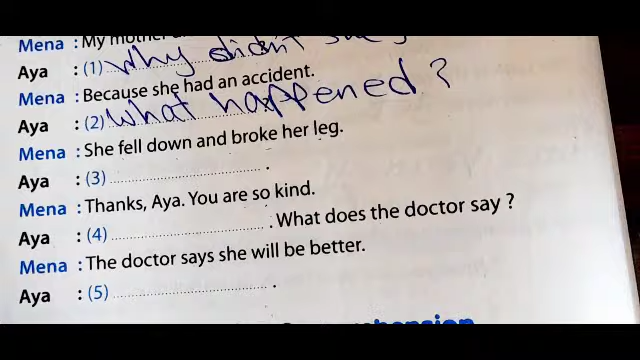 Mena : My mother
Aya : (1) Why didn't she
Mena : Because she had an accident.
Aya : (2) What happened ?
Mena : She fell down and broke her leg.
Aya : (3) ........................................ .
Mena : Thanks, Aya. You are so kind.
Aya : (4) ........................................ . What does the doctor say ?
Mena : The doctor says she will be better.
Aya : (5) ........................................ .